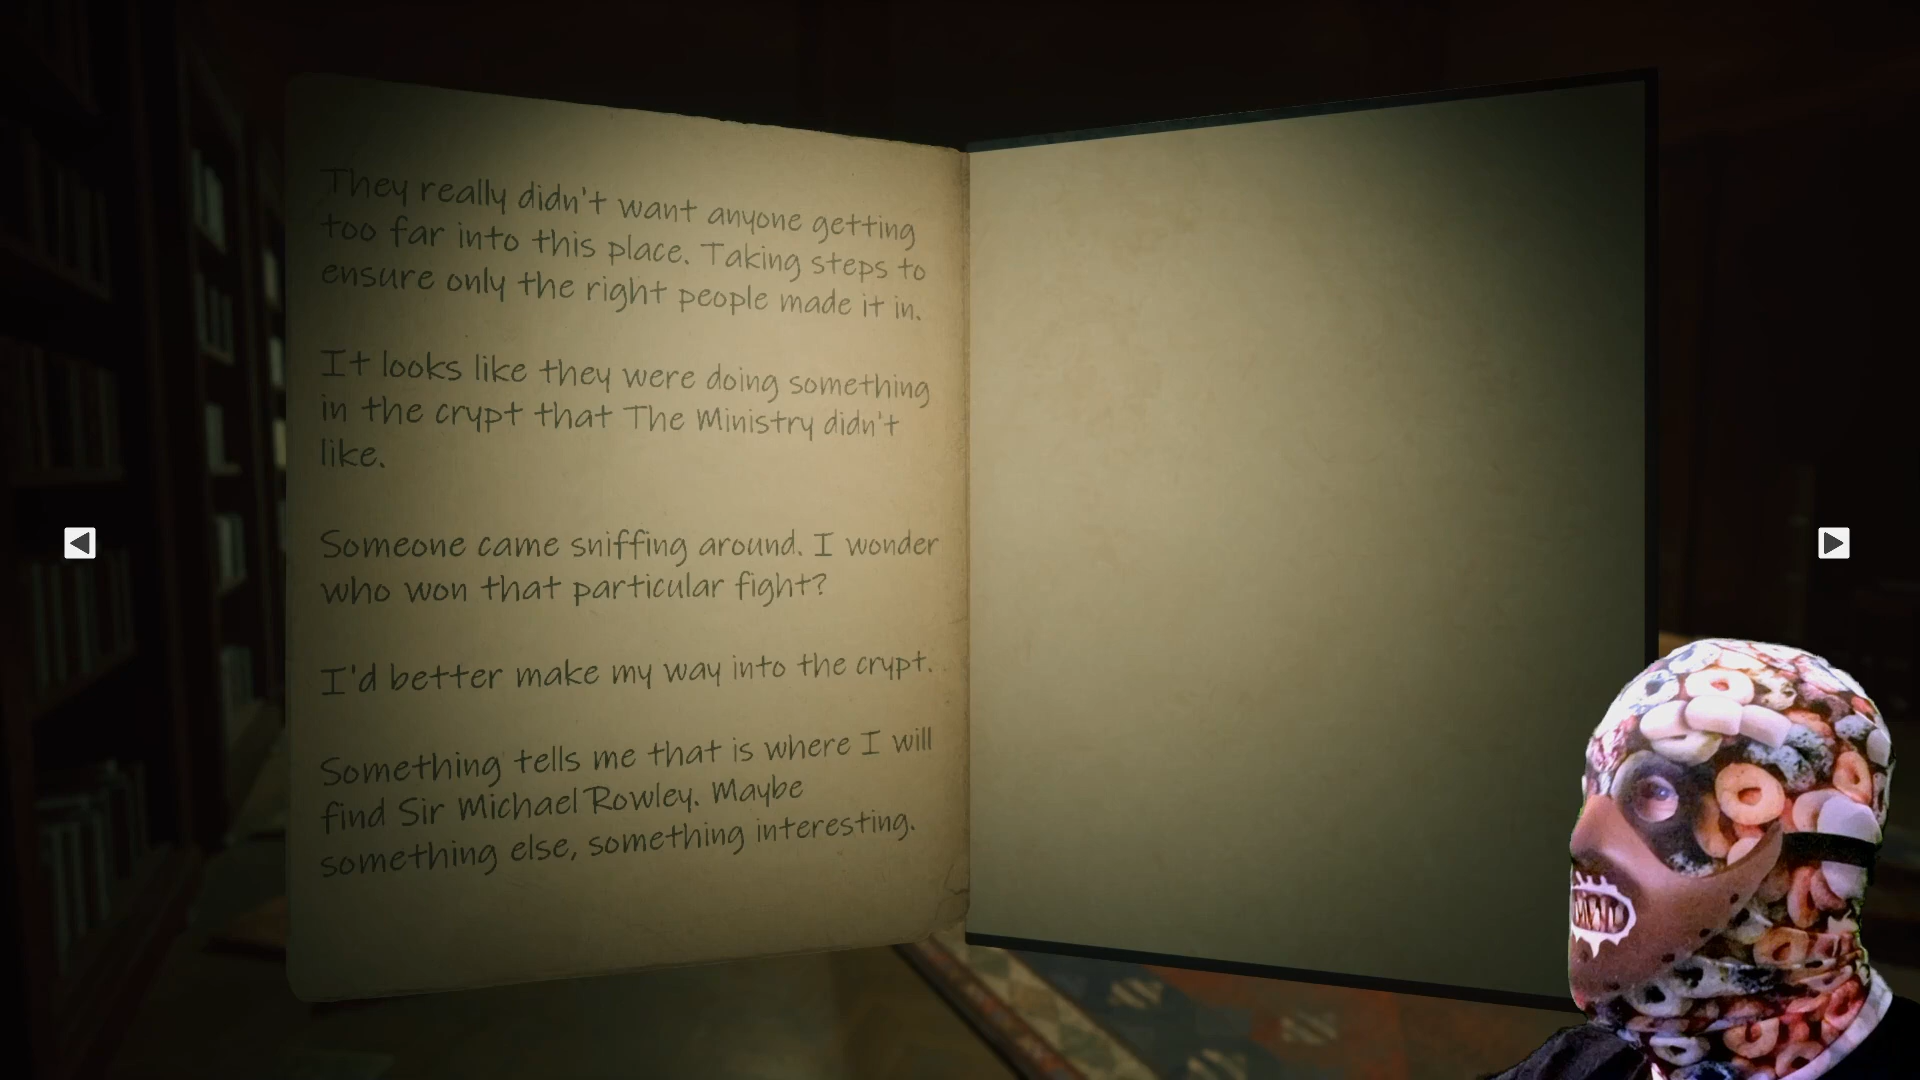 They really didn't want anyone getting
too far into this place. Taking steps to
ensure only the right people made it in.
It looks like they were doing something
in the crypt that The Ministry didn't
like.
Someone came sniffing around. I wonder
who won that particular fight?
I'd better make my way into the crypt.
Something tells me that is where I will
find Sir Michael Rowley. Maybe
something else, something interesting.